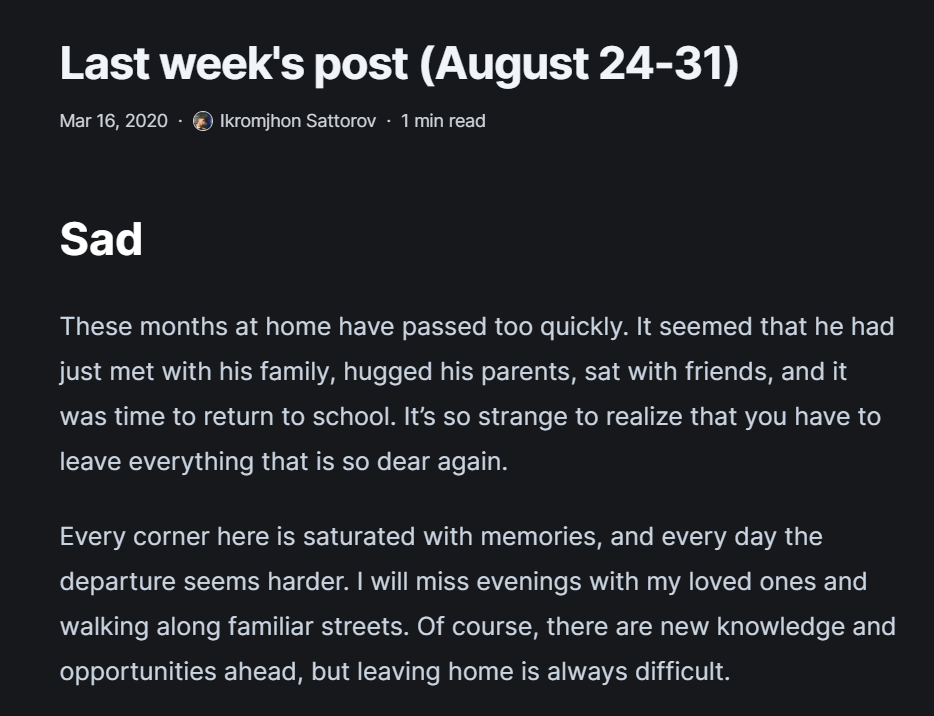 Last week's post (August 24-31)
Mar 16, 2020 · Ikromjhon Sattorov · 1 min read
Sad
These months at home have passed too quickly. It seemed that he had
just met with his family, hugged his parents, sat with friends, and it
was time to return to school. It’s so strange to realize that you have to
leave everything that is so dear again.
Every corner here is saturated with memories, and every day the
departure seems harder. I will miss evenings with my loved ones and
walking along familiar streets. Of course, there are new knowledge and
opportunities ahead, but leaving home is always difficult.